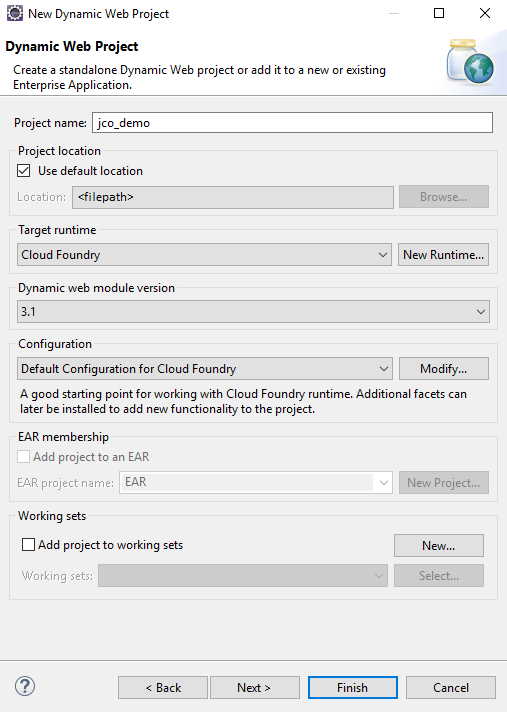 New Dynamic Web Project
Dynamic Web Project
Create a standalone Dynamic Web project or add it to a new or existing
Enterprise Application.
Project name: jco_demo
Project location
Use default location
Location: <filepath> Browse...
Target runtime
Cloud Foundry New Runtime...
Dynamic web module version
3.1
Configuration
Default Configuration for Cloud Foundry Modify...
A good starting point for working with Cloud Foundry runtime. Additional facets can
later be installed to add new functionality to the project.
EAR membership
Add project to an EAR
EAR project name: EAR New Project...
Working sets
Add project to working sets New...
Working sets: Select...
? < Back Next > Finish Cancel